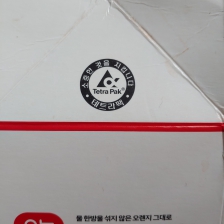 소중한 것을 지킵니다
Tetra Pak
테트라팩
물 한방울 섞지 않은 오렌지 그대로